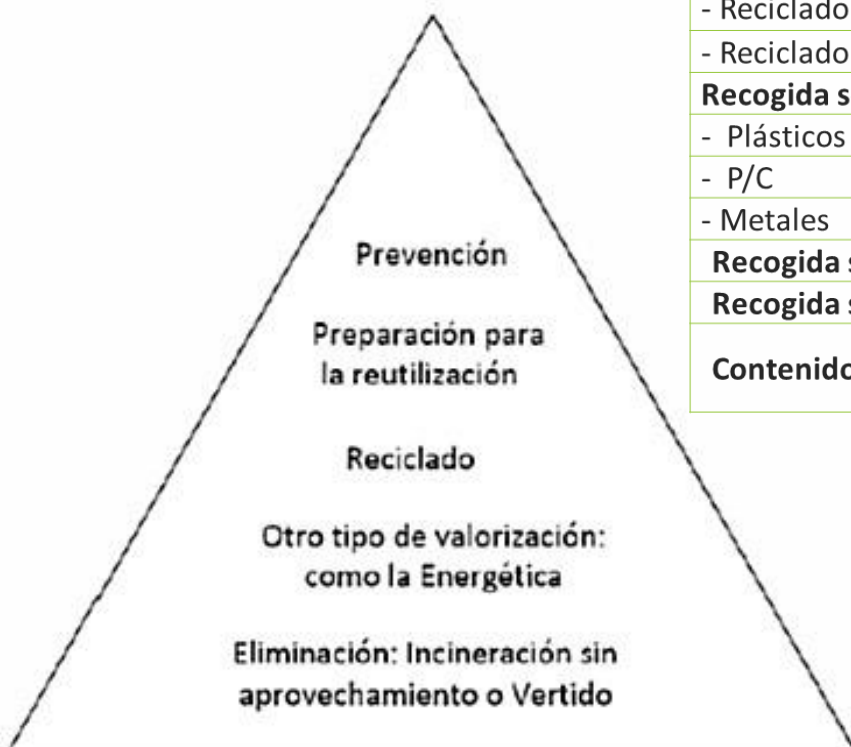 Prevención
Preparación para
la reutilización
Reciclado
Otro tipo de valorización:
como la Energética
Eliminación: Incineración sin
aprovechamiento o Vertido
- Reciclado
- Reciclado
Recogida s
- Plásticos
- P/C
- Metales
Recogida
Recogida
Contenido